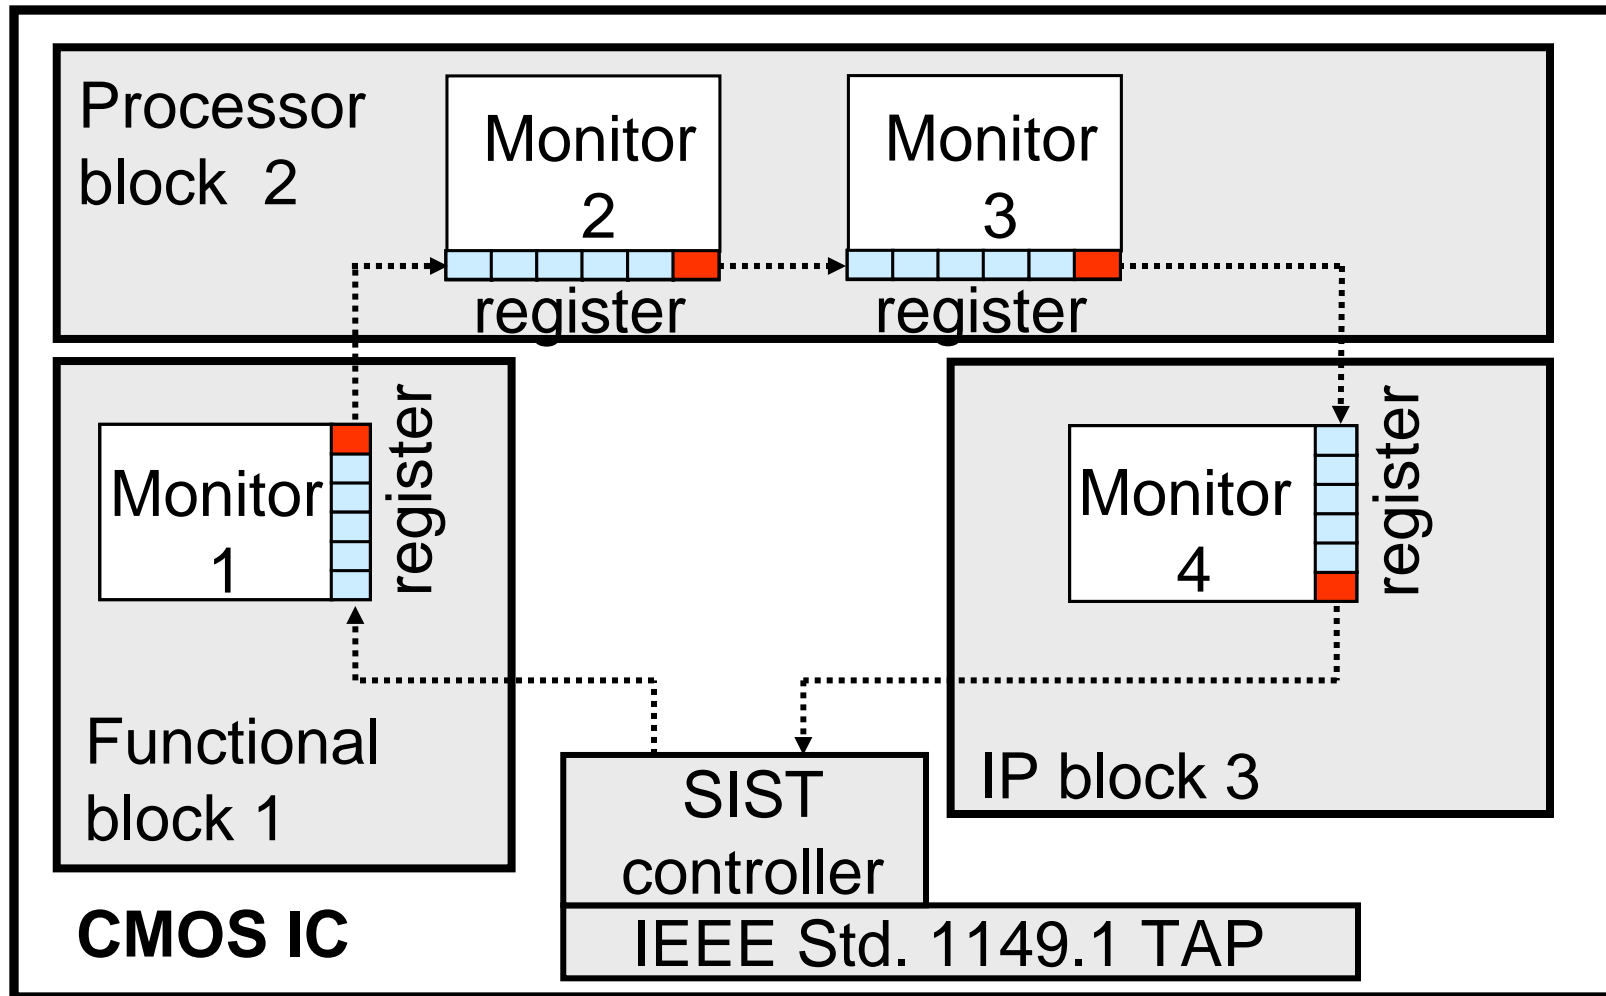 Processor
block 2
Monitor
2
register
Monitor
3
register
Monitor
1
register
Functional
block 1
Monitor
4
register
IP block 3
SIST
controller
IEEE Std. 1149.1 TAP
CMOS IC